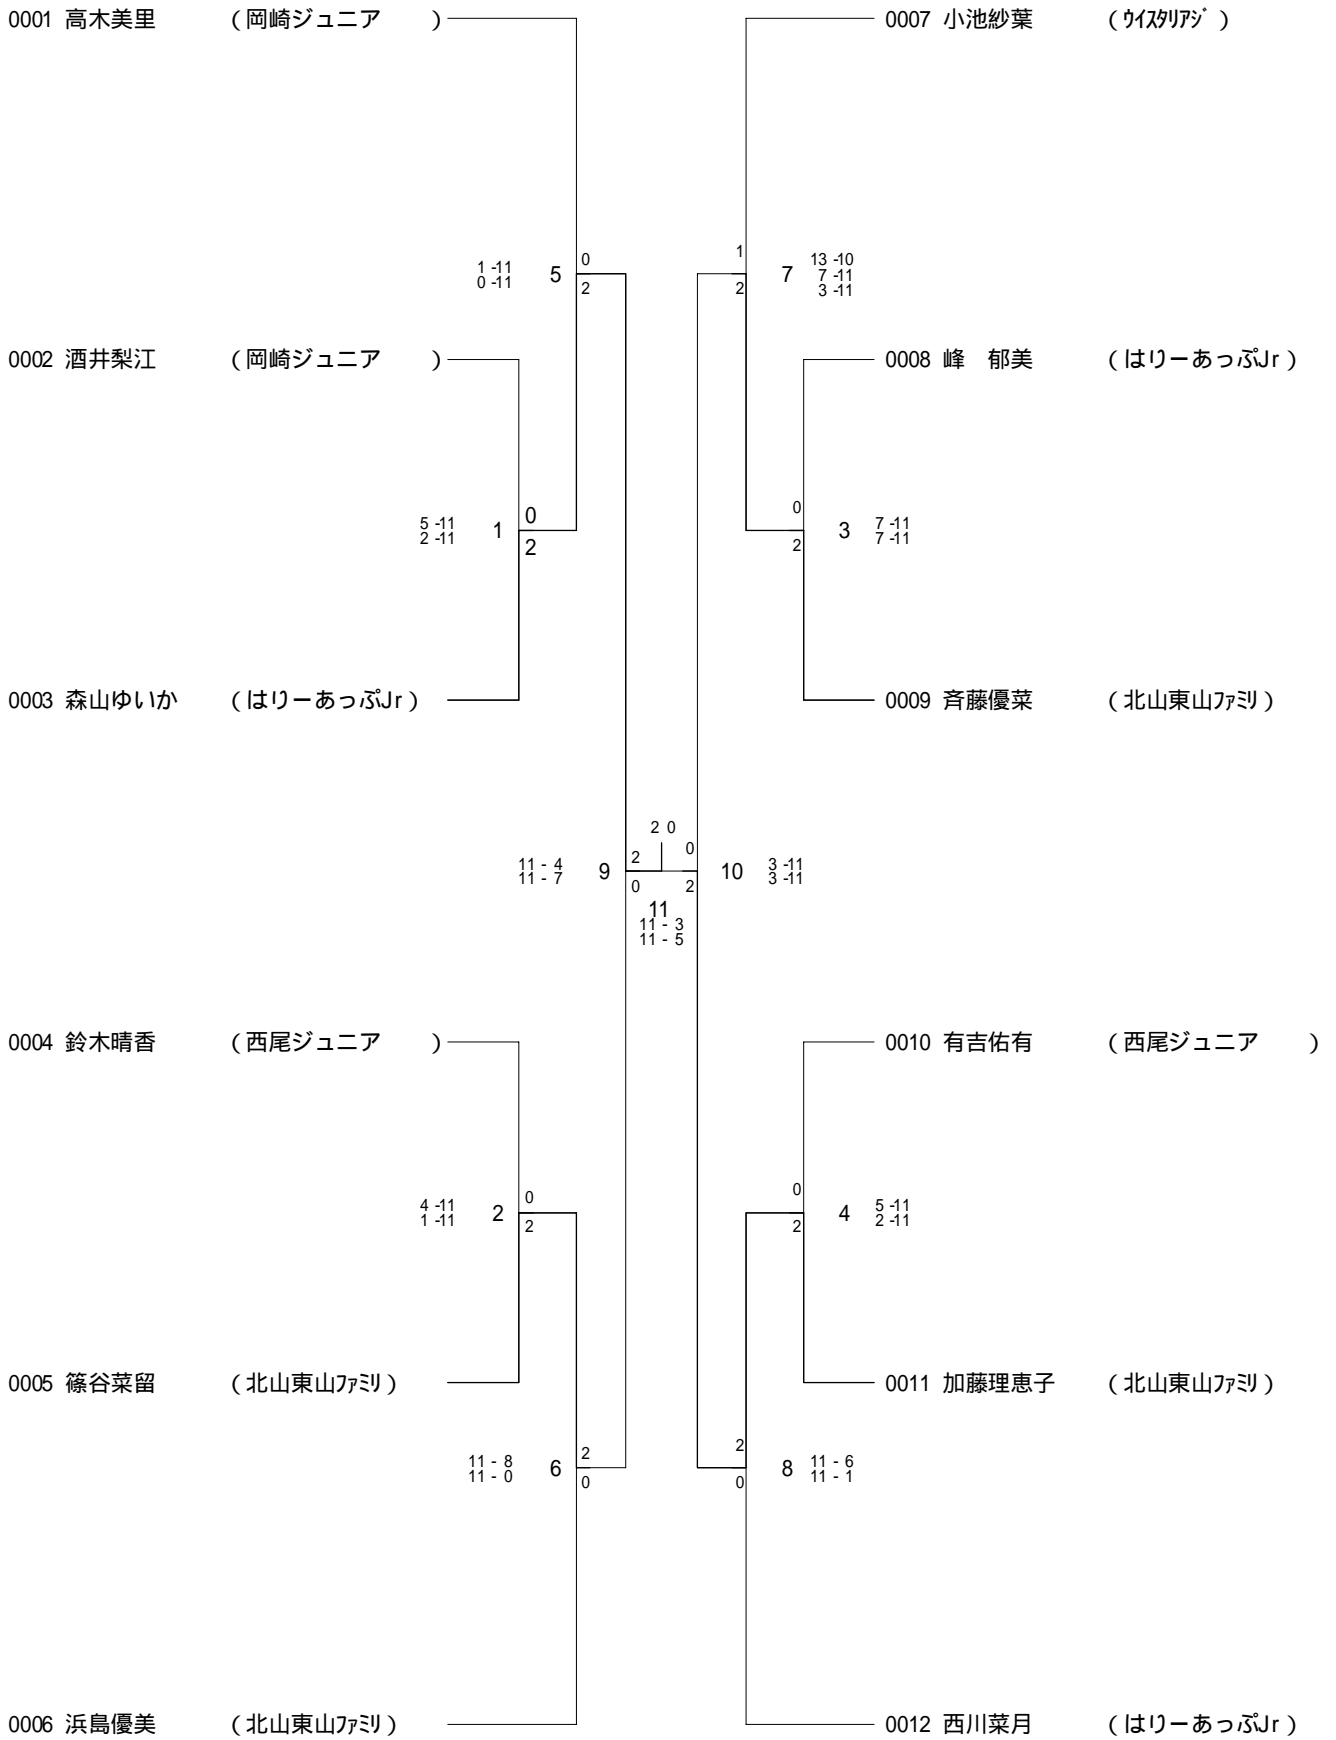 0001 高木美里 (岡崎ジュニア )
0007 小池紗葉 (ウイスタリアジ )
0
1 -11
0 -11
5
2
1
2
7
13 -10
7 -11
3 -11
0002 酒井梨江 (岡崎ジュニア )
0008 峰 郁美 (はりーあっぷJr )
5 -11
2 -11
1
0
2
0
2
3
7 -11
7 -11
0003 森山ゆいか (はりーあっぷJr )
0009 斉藤優菜 (北山東山ファミリ )
11 - 4
11 - 7
9
2
0
2 0
11
11 - 3
11 - 5
0
2
10
3 -11
3 -11
0004 鈴木晴香 (西尾ジュニア )
0010 有吉佑有 (西尾ジュニア )
4 -11
1 -11
2
0
2
0
2
4
5 -11
2 -11
0005 篠谷菜留 (北山東山ファミリ )
0011 加藤理恵子 (北山東山ファミリ )
11 - 8
11 - 0
6
2
0
2
0
8
11 - 6
11 - 1
0006 浜島優美 (北山東山ファミリ )
0012 西川菜月 (はりーあっぷJr )